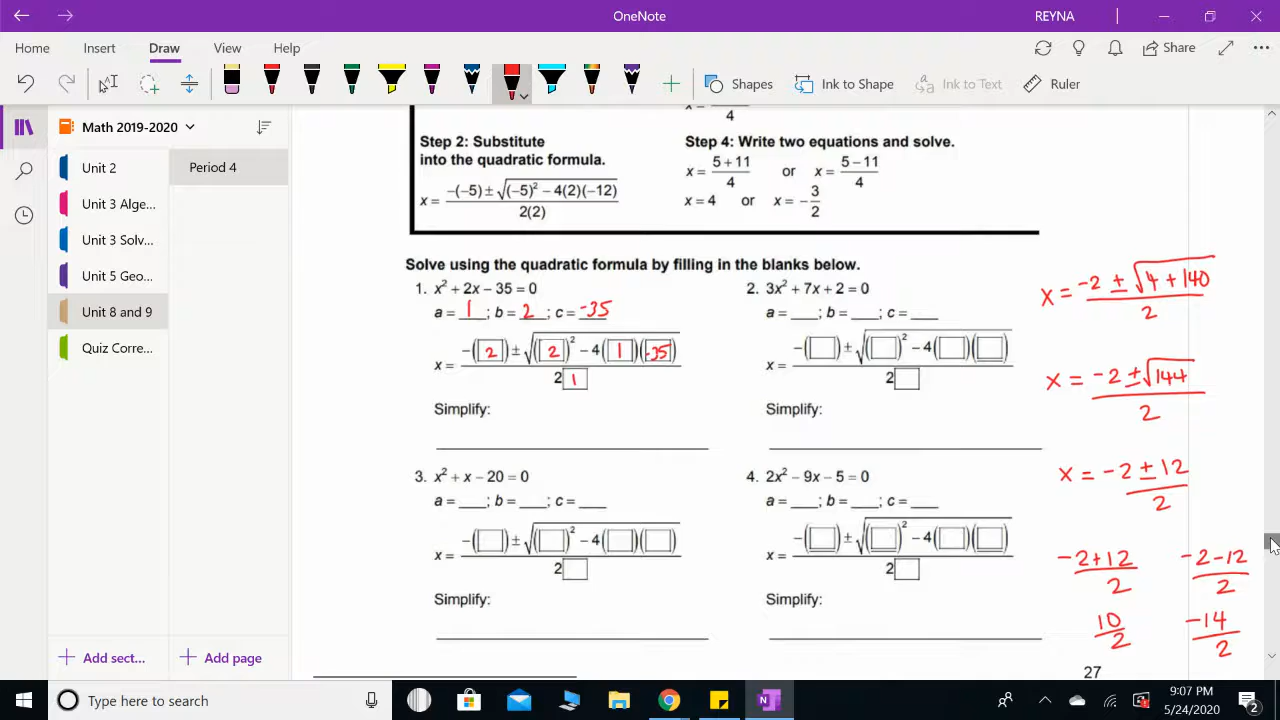 OneNote
REYNA
Home Insert Draw View Help
Share
Shapes
Ink to Shape
Ink to Text
Ruler
Math 2019-2020
Unit 2
Unit 3 Alge...
Unit 3 Solv...
Unit 5 Geo...
Unit 8 and 9
Quiz Corre...
Period 4
Add sect...
Add page
4
Step 2: Substitute
into the quadratic formula.
x = (-(-5) ± √((-5)² - 4(2)(-12))) / 2(2)
Step 4: Write two equations and solve.
x = (5 + 11)/4 or x = (5 - 11)/4
x = 4 or x = -3/2
Solve using the quadratic formula by filling in the blanks below.
1. x² + 2x - 35 = 0
a = 1 ; b = 2 ; c = -35
x = (-(2) ± √((2)² - 4(1)(-35))) / 2 1
Simplify:
2. 3x² + 7x + 2 = 0
a = ___; b = ___; c = ___
x = (-(☐) ± √((☐)² - 4(☐)(☐))) / 2☐
Simplify:
3. x² + x - 20 = 0
a = ___; b = ___; c = ___
x = (-(☐) ± √((☐)² - 4(☐)(☐))) / 2☐
Simplify:
4. 2x² - 9x - 5 = 0
a = ___; b = ___; c = ___
x = (-(☐) ± √((☐)² - 4(☐)(☐))) / 2☐
Simplify:
x = (-2 ± √(4 + 140)) / 2
x = (-2 ± √144) / 2
x = (-2 ± 12) / 2
(-2+12)/2 (-2-12)/2
10/2 -14/2
27
Type here to search
9:07 PM
5/24/2020
2